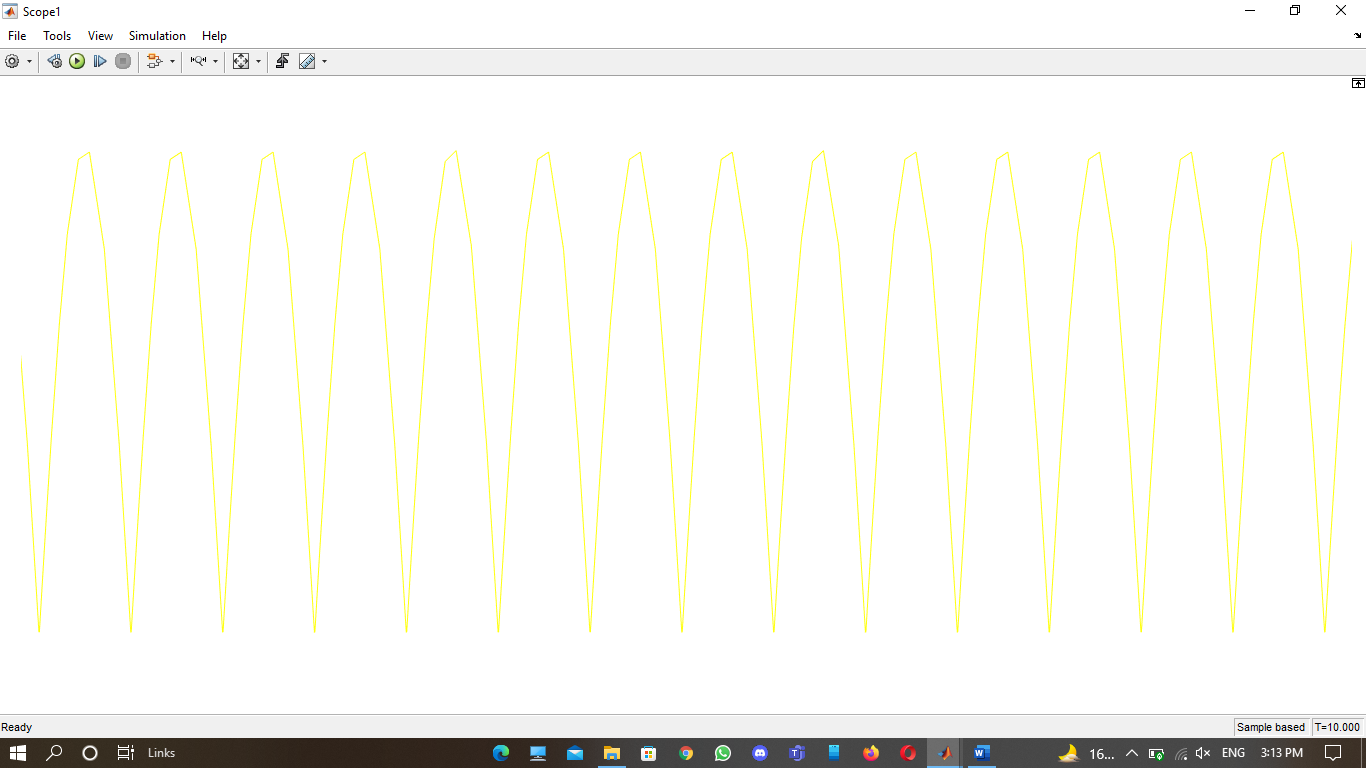 Scope1
File Tools View Simulation Help
Ready
Sample based T=10.000
Links
16... ENG 3:13 PM